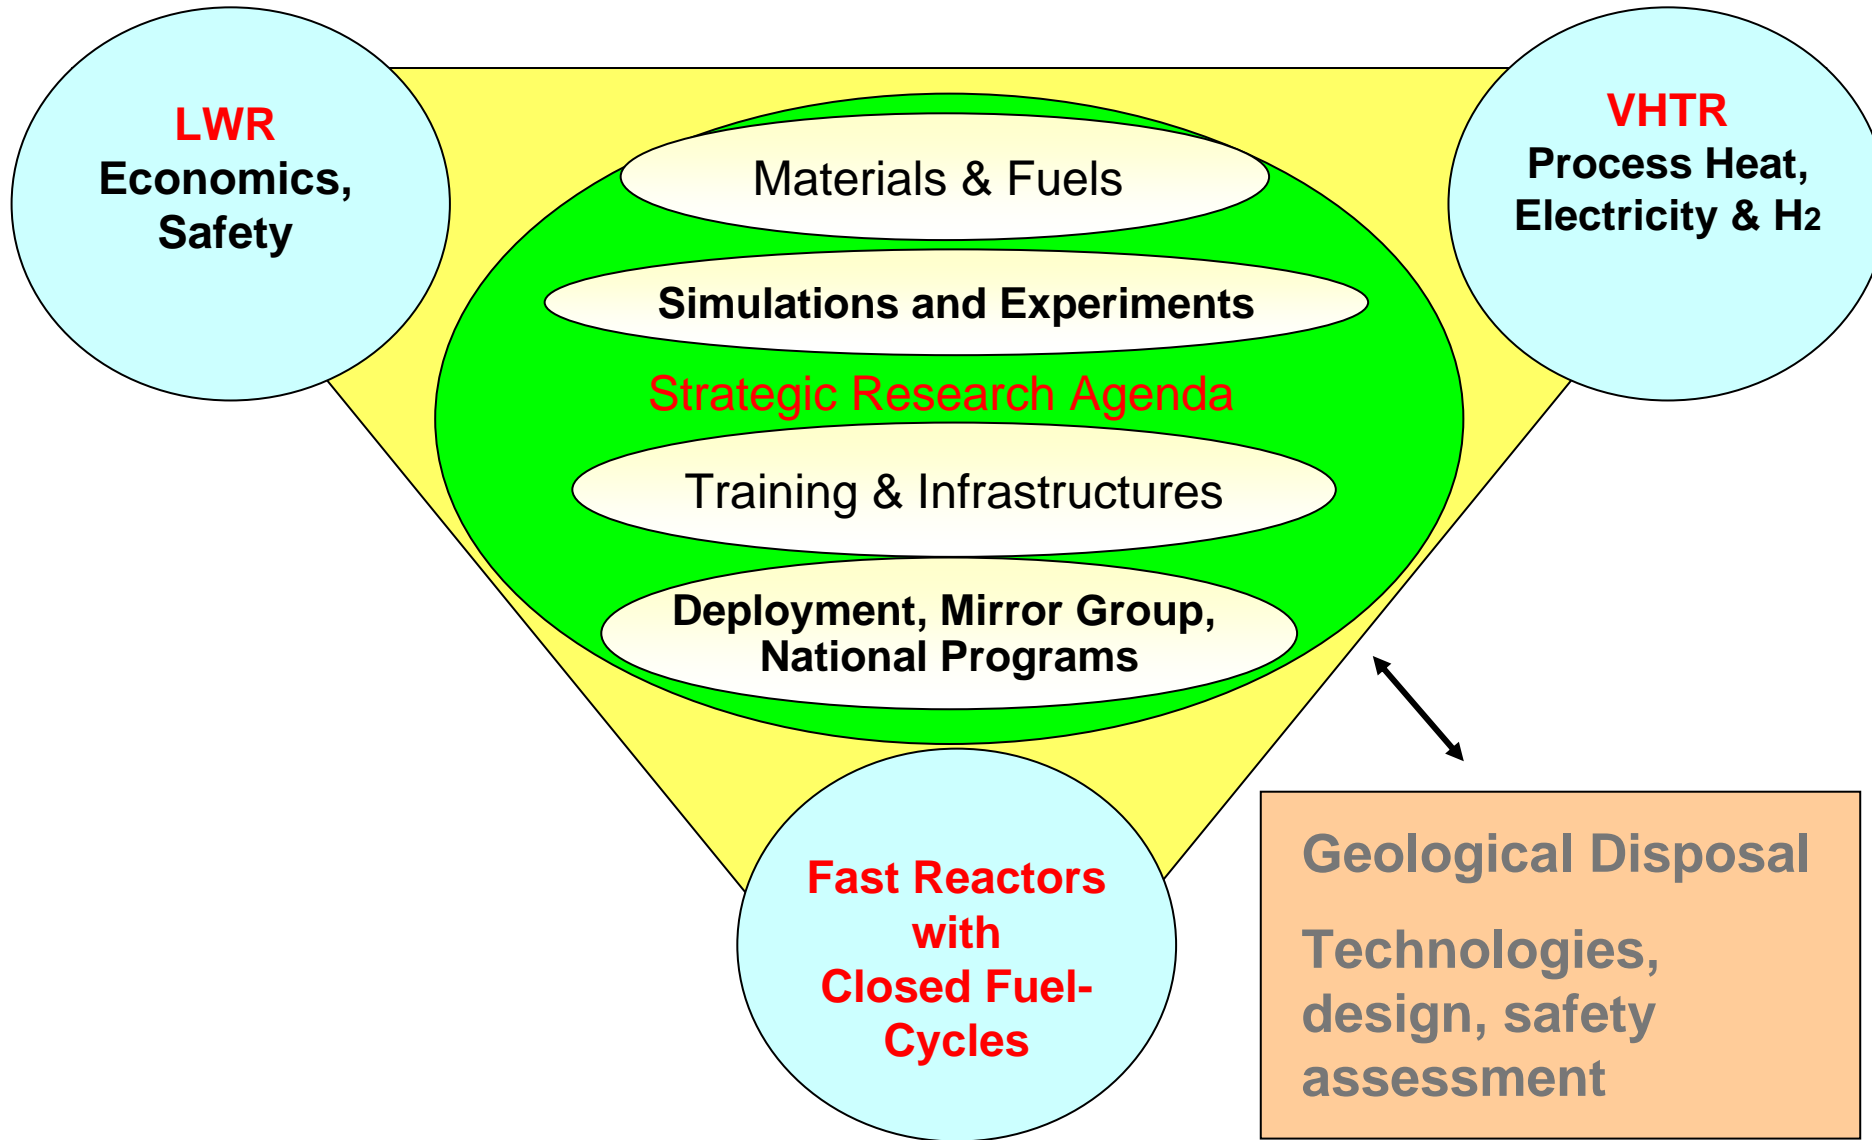 LWR
Economics,
Safety
VHTR
Process Heat,
Electricity & H2
Materials & Fuels
Simulations and Experiments
Strategic Research Agenda
Training & Infrastructures
Deployment, Mirror Group,
National Programs
Fast Reactors
with
Closed Fuel-
Cycles
Geological Disposal
Technologies,
design, safety
assessment